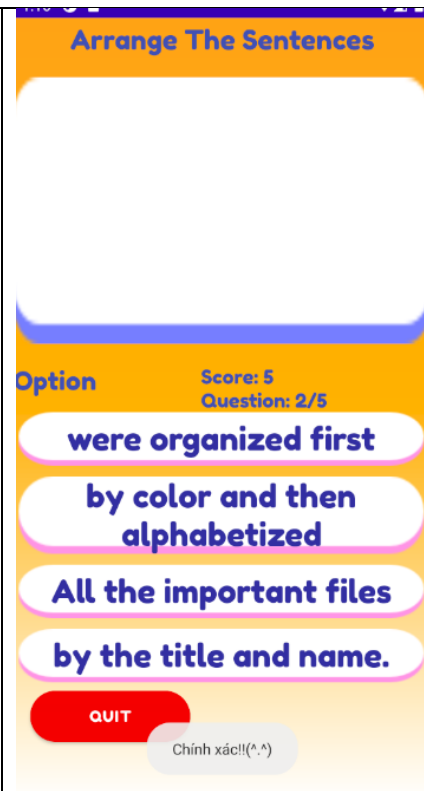 Arrange The Sentences
Option
Score: 5
Question: 2/5
were organized first
by color and then
alphabetized
All the important files
by the title and name.
QUIT
Chính xác!!(^.^)